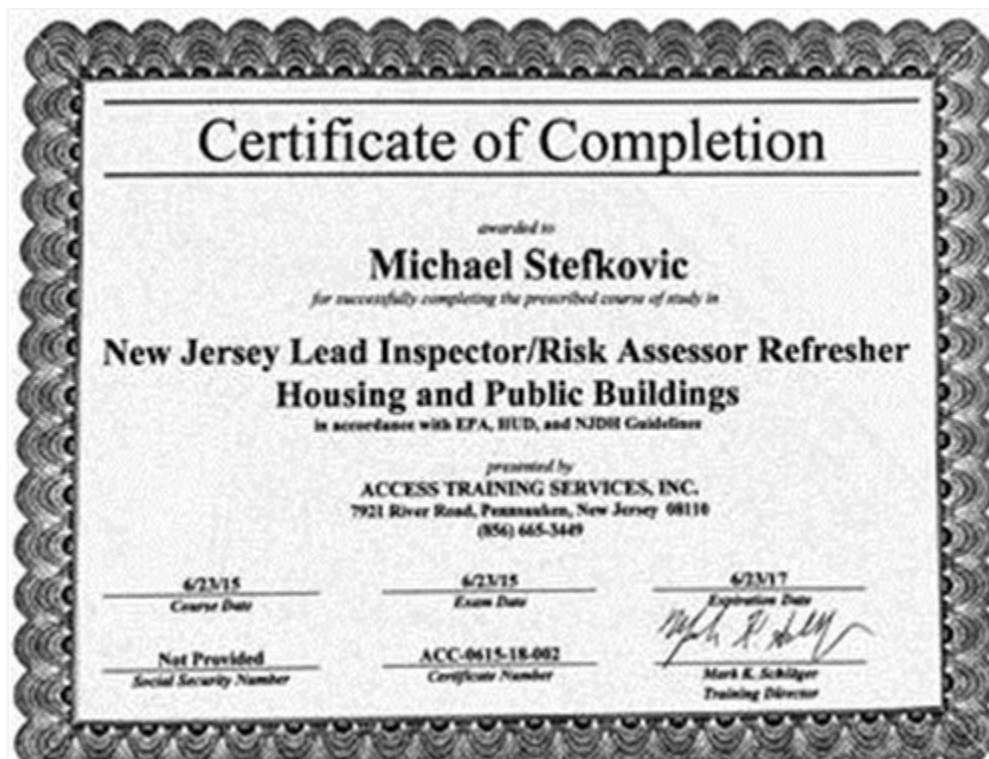 Certificate of Completion
awarded to
Michael Stefkovic
for successfully completing the prescribed course of study in
New Jersey Lead Inspector/Risk Assessor Refresher
Housing and Public Buildings
in accordance with EPA, HUD, and NJDH Guidelines
presented by
ACCESS TRAINING SERVICES, INC.
7921 River Road, Pennsauken, New Jersey 08110
(856) 665-3449
6/23/15 6/23/15 6/23/17
Course Date Exam Date Expiration Date
Not Provided ACC-0615-18-002
Social Security Number Certificate Number Mark K. Schilger
Training Director